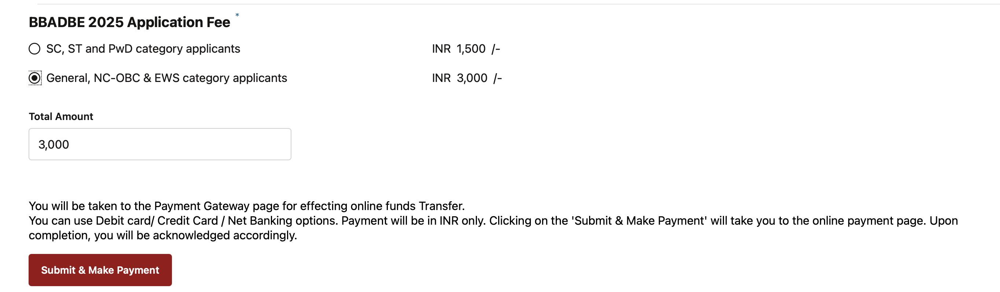 BBADBE 2025 Application Fee *
SC, ST and PwD category applicants INR 1,500 /-
General, NC-OBC & EWS category applicants INR 3,000 /-
Total Amount
3,000
You will be taken to the Payment Gateway page for effecting online funds Transfer.
You can use Debit card/ Credit Card / Net Banking options. Payment will be in INR only. Clicking on the 'Submit & Make Payment' will take you to the online payment page. Upon
completion, you will be acknowledged accordingly.
Submit & Make Payment